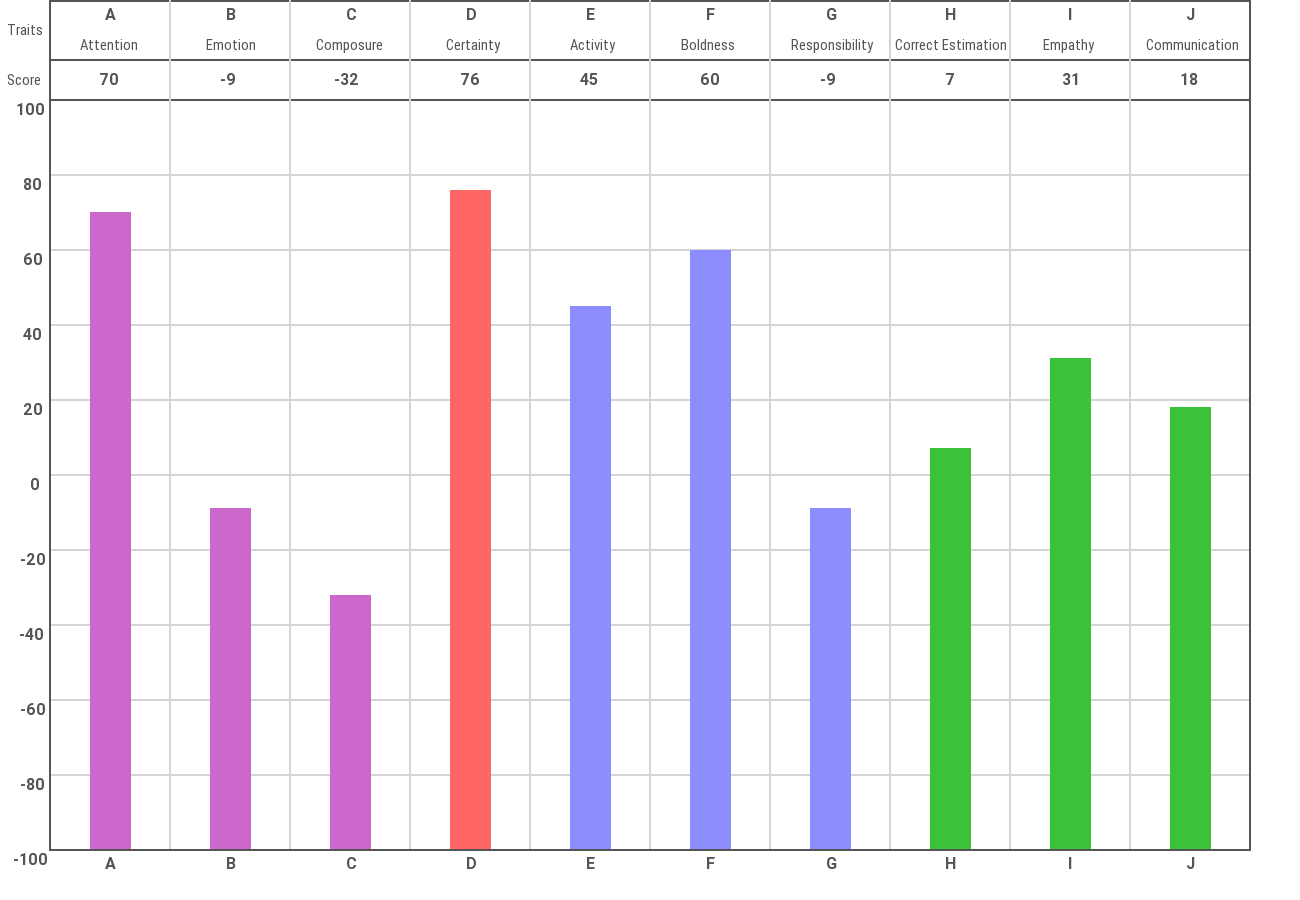 A B C D E F G H I J
Traits
Attention Emotion Composure Certainty Activity Boldness Responsibility Correct Estimation Empathy Communication
Score 70 -9 -32 76 45 60 -9 7 31 18
100
80
60
40
20
0
-20
-40
-60
-80
-100
A B C D E F G H I J